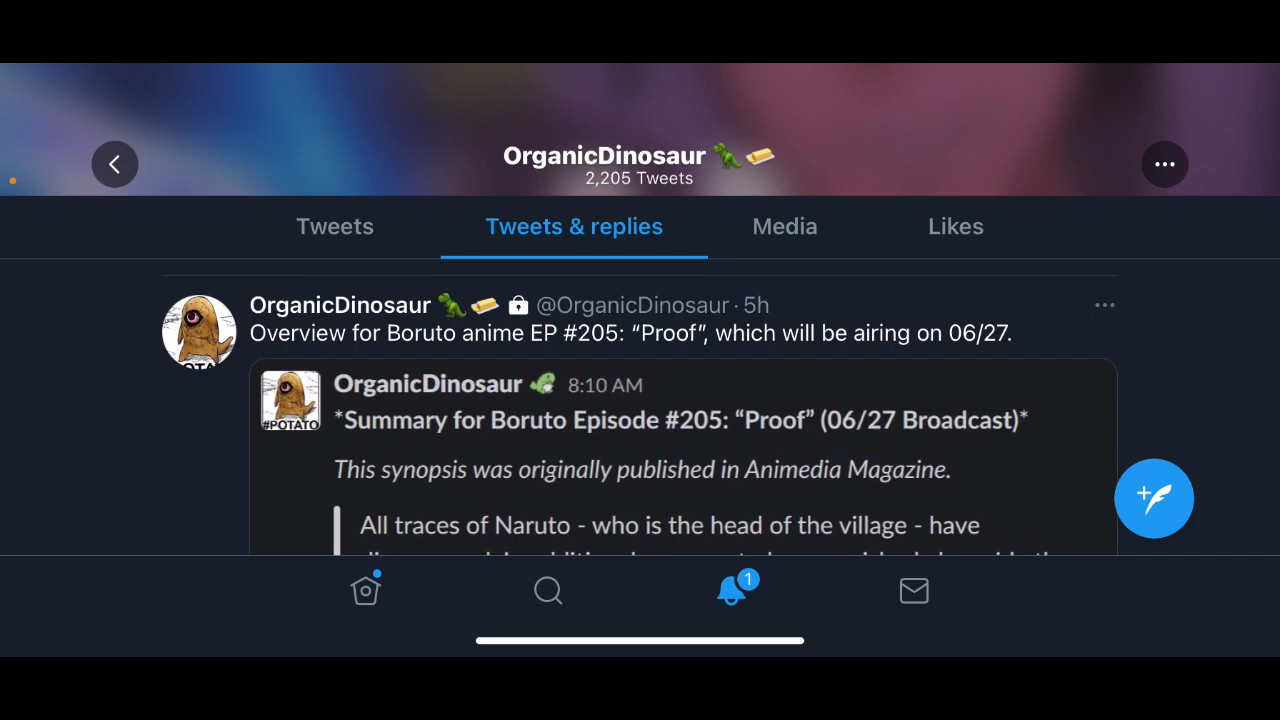 OrganicDinosaur 🦖🌯
2,205 Tweets
Tweets Tweets & replies Media Likes
OrganicDinosaur 🦖🌯 @OrganicDinosaur · 5h
Overview for Boruto anime EP #205: “Proof”, which will be airing on 06/27.
OrganicDinosaur 8:10 AM
#POTATO
*Summary for Boruto Episode #205: “Proof” (06/27 Broadcast)*
This synopsis was originally published in Animedia Magazine.
All traces of Naruto - who is the head of the village - have
1